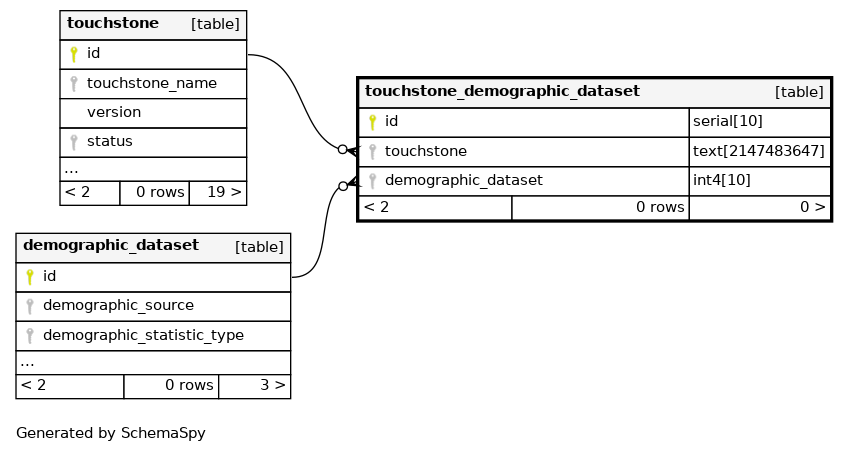 touchstone [table]
id
touchstone_name
version
status
...
< 2 0 rows 19 >
touchstone_demographic_dataset [table]
id serial[10]
touchstone text[2147483647]
demographic_dataset int4[10]
< 2 0 rows 0 >
demographic_dataset [table]
id
demographic_source
demographic_statistic_type
...
< 2 0 rows 3 >
Generated by SchemaSpy